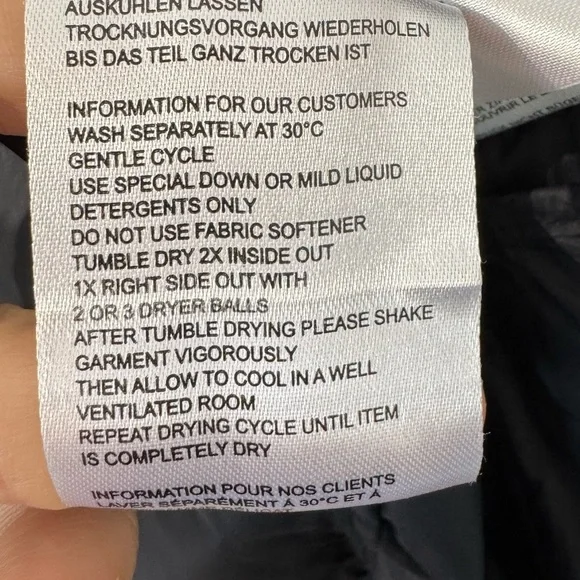 AUSKÜHLEN LASSEN
TROCKNUNGSVORGANG WIEDERHOLEN
BIS DAS TEIL GANZ TROCKEN IST
INFORMATION FOR OUR CUSTOMERS
WASH SEPARATELY AT 30°C
GENTLE CYCLE
USE SPECIAL DOWN OR MILD LIQUID
DETERGENTS ONLY
DO NOT USE FABRIC SOFTENER
TUMBLE DRY 2X INSIDE OUT
1X RIGHT SIDE OUT WITH
2 OR 3 DRYER BALLS
AFTER TUMBLE DRYING PLEASE SHAKE
GARMENT VIGOROUSLY
THEN ALLOW TO COOL IN A WELL
VENTILATED ROOM
REPEAT DRYING CYCLE UNTIL ITEM
IS COMPLETELY DRY
INFORMATION POUR NOS CLIENTS
LAVER SÉPARÉMENT Á 30°C ET Á